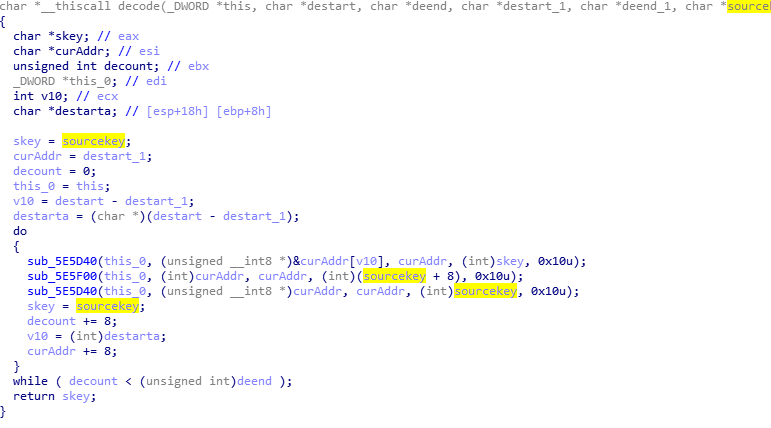 char *__thiscall decode(_DWORD *this, char *destart, char *deend, char *destart_1, char *deend_1, char *
{
char *skey; // eax
char *curAddr; // esi
unsigned int decount; // ebx
_DWORD *this_0; // edi
int v10; // ecx
char *destarta; // [esp+18h] [ebp+8h]
skey = sourcekey;
curAddr = destart_1;
decount = 0;
this_0 = this;
v10 = destart - destart_1;
destarta = (char *)(destart - destart_1);
do
{
sub_5E5D40(this_0, (unsigned __int8 *)&curAddr[v10], curAddr, (int)skey, 0x10u);
sub_5E5F00(this_0, (int)curAddr, curAddr, (int)(sourcekey + 8), 0x10u);
sub_5E5D40(this_0, (unsigned __int8 *)curAddr, curAddr, (int)sourcekey, 0x10u);
skey = sourcekey;
decount += 8;
v10 = (int)destarta;
curAddr += 8;
}
while ( decount < (unsigned int)deend );
return skey;
}